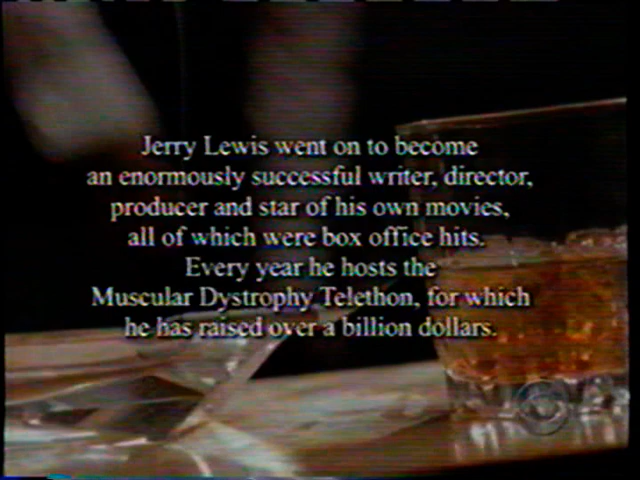 Jerry Lewis went on to become
an enormously successful writer, director,
producer and star of his own movies,
all of which were box office hits.
Every year he hosts the
Muscular Dystrophy Telethon, for which
he has raised over a billion dollars.